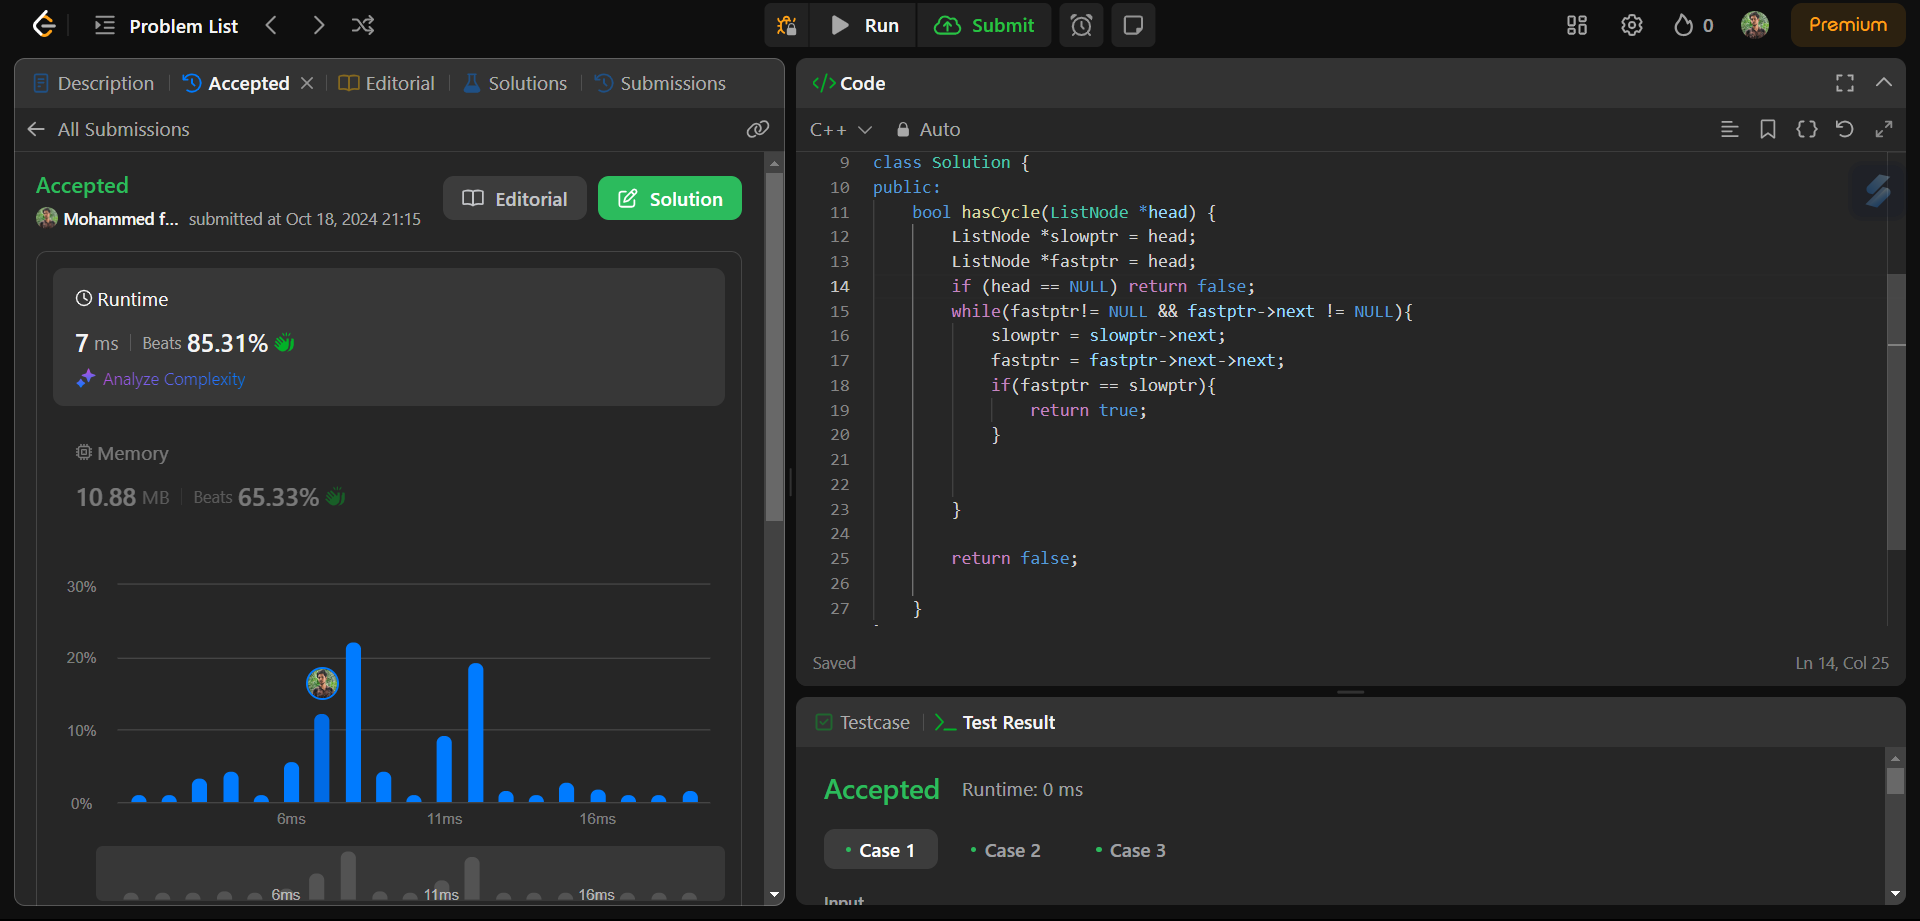 Problem List
Run
Submit
0
Premium
Description
Accepted
Editorial
Solutions
Submissions
All Submissions
Accepted
Mohammed f... submitted at Oct 18, 2024 21:15
Editorial
Solution
Runtime
7 ms
Beats 85.31%
Analyze Complexity
Memory
10.88 MB
Beats 65.33%
30%
20%
10%
0%
6ms
11ms
16ms
6ms
11ms
16ms
</> Code
C++
Auto
9 class Solution {
10 public:
11 bool hasCycle(ListNode *head) {
12 ListNode *slowptr = head;
13 ListNode *fastptr = head;
14 if (head == NULL) return false;
15 while(fastptr!= NULL && fastptr->next != NULL){
16 slowptr = slowptr->next;
17 fastptr = fastptr->next->next;
18 if(fastptr == slowptr){
19 return true;
20 }
21
22
23 }
24
25 return false;
26
27 }
Saved
Ln 14, Col 25
Testcase
Test Result
Accepted
Runtime: 0 ms
Case 1
Case 2
Case 3
Input